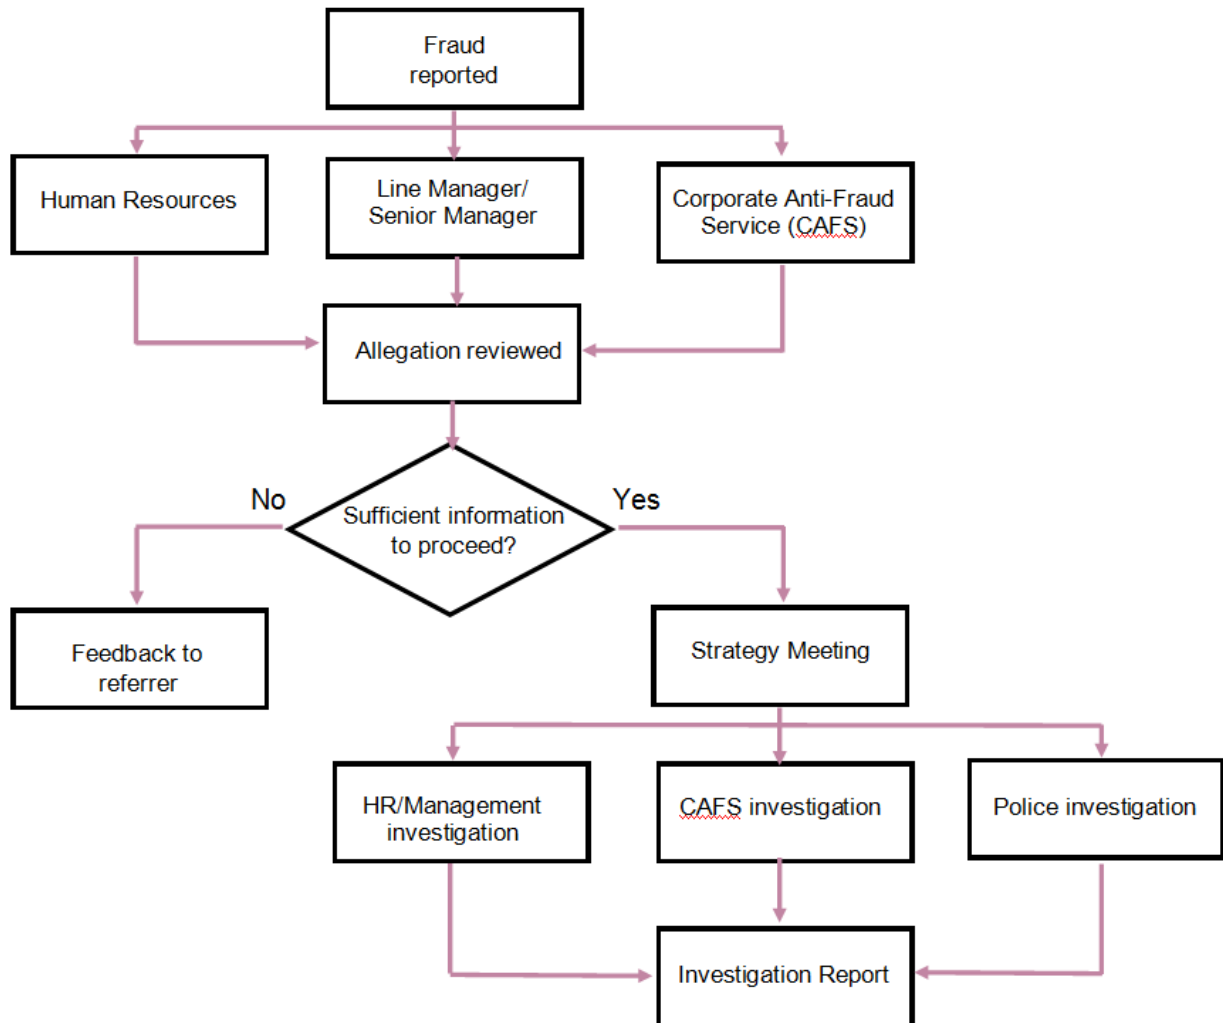 Fraud
reported
Human Resources
Line Manager/
Senior Manager
Corporate Anti-Fraud
Service (CAFS)
Allegation reviewed
No
Yes
Sufficient information
to proceed?
Feedback to
referrer
Strategy Meeting
HR/Management
investigation
CAFS investigation
Police investigation
Investigation Report